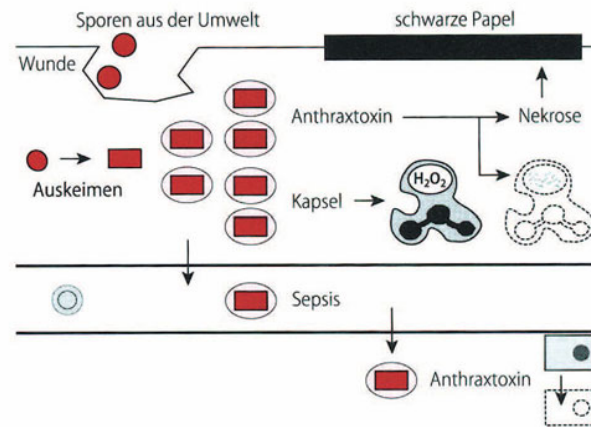 Sporen aus der Umwelt
schwarze Papel
Wunde
Anthraxtoxin
Nekrose
Auskeimen
H₂O₂
Kapsel
Sepsis
Anthraxtoxin